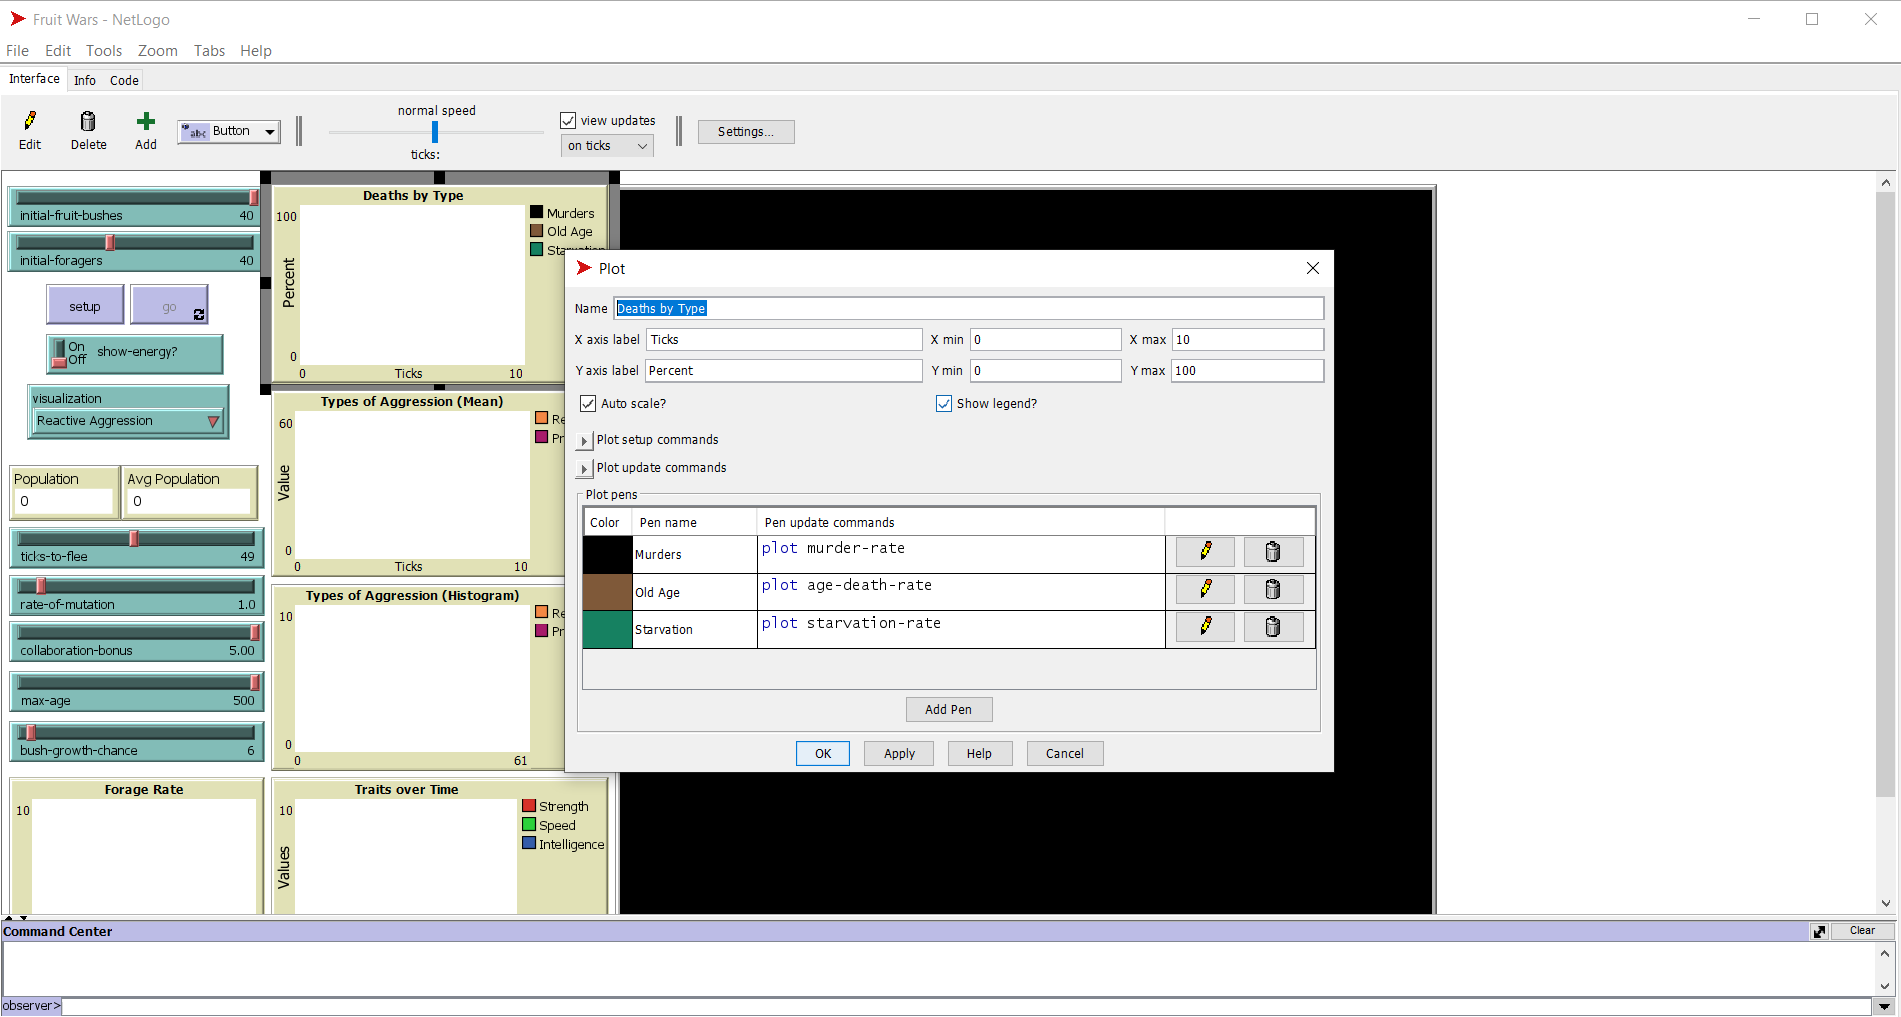 Fruit Wars - NetLogo
File Edit Tools Zoom Tabs Help
Interface Info Code
Edit Delete Add abc Button normal speed ticks: view updates on ticks Settings...
initial-fruit-bushes 40
initial-foragers 40
setup go
On Off show-energy?
visualization
Reactive Aggression
Population 0
Avg Population 0
ticks-to-flee 49
rate-of-mutation 1.0
collaboration-bonus 5.00
max-age 500
bush-growth-chance 6
Forage Rate
10
Deaths by Type
100
Percent
0
0 Ticks 10
Murders
Old Age
Starvation
Types of Aggression (Mean)
60
Value
0
0 Ticks 10
Re
Pr
Types of Aggression (Histogram)
10
0
0 61
Re
Pr
Traits over Time
10
Values
Strength
Speed
Intelligence
Plot
Name Deaths by Type
X axis label Ticks X min 0 X max 10
Y axis label Percent Y min 0 Y max 100
Auto scale? Show legend?
Plot setup commands
Plot update commands
Plot pens
Color Pen name Pen update commands
Murders plot murder-rate
Old Age plot age-death-rate
Starvation plot starvation-rate
Add Pen
OK Apply Help Cancel
Command Center Clear
observer>